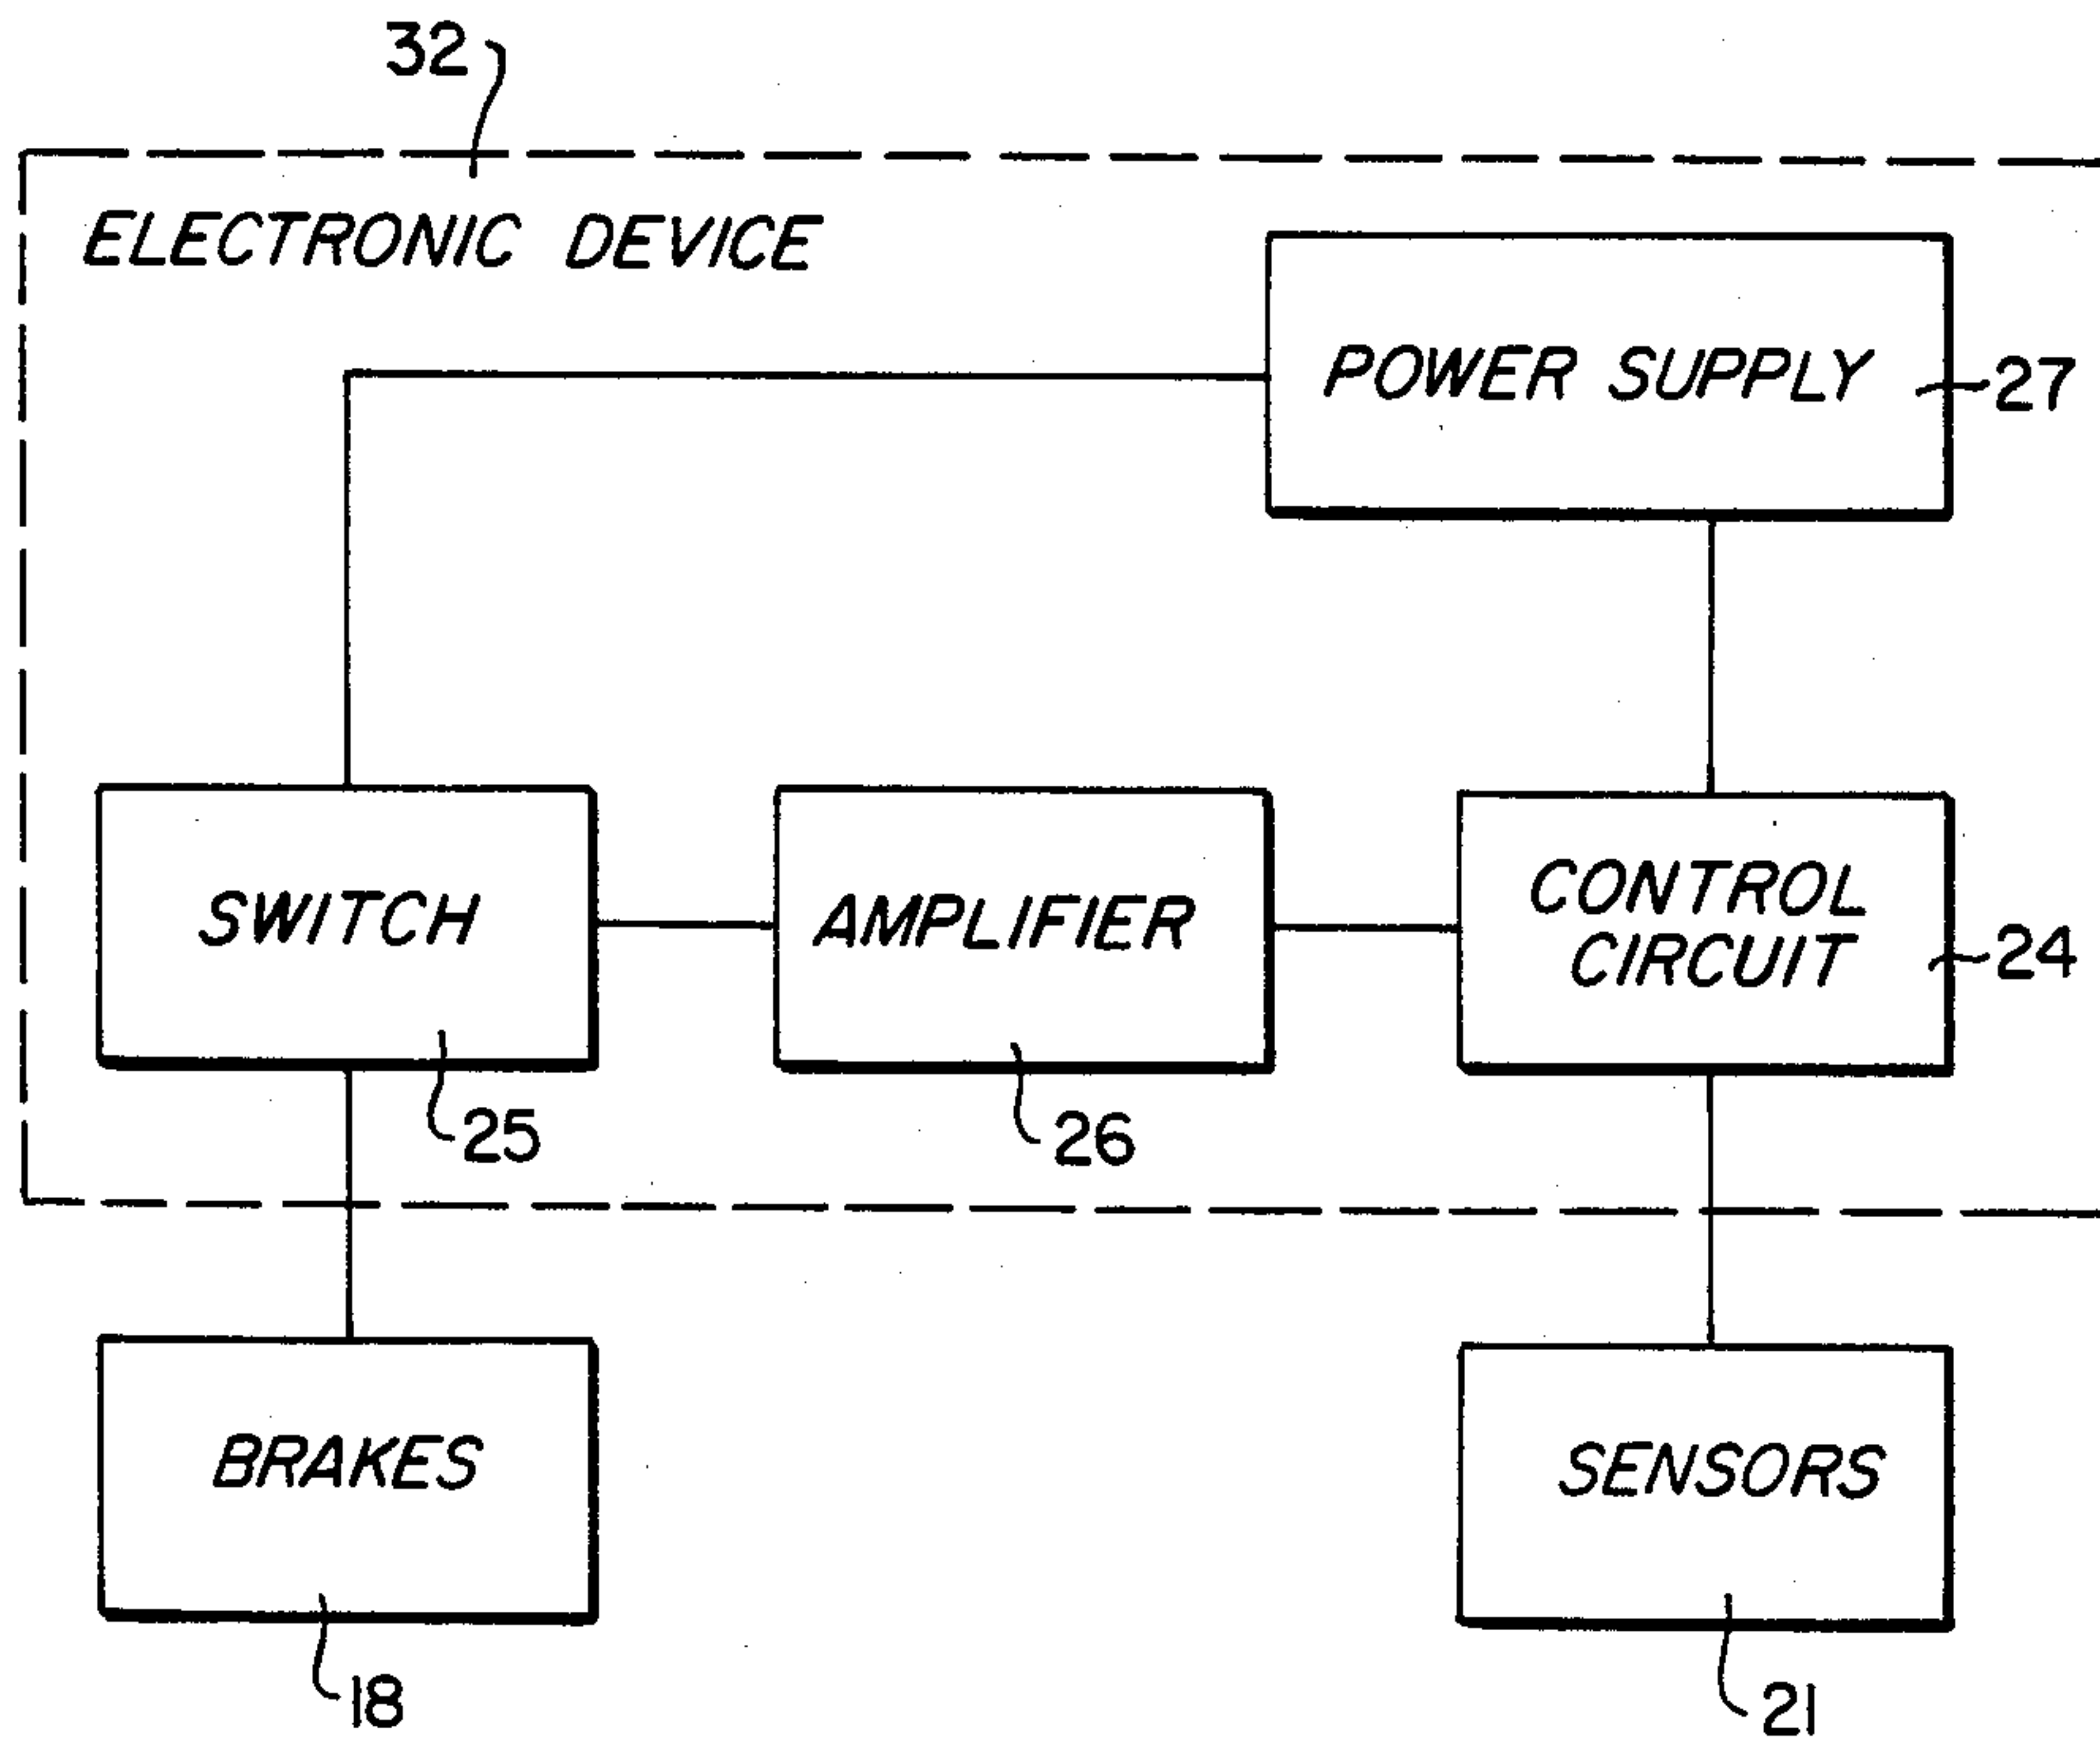 32
ELECTRONIC DEVICE
POWER SUPPLY
27
SWITCH
AMPLIFIER
CONTROL
CIRCUIT
24
25
26
BRAKES
SENSORS
18
21